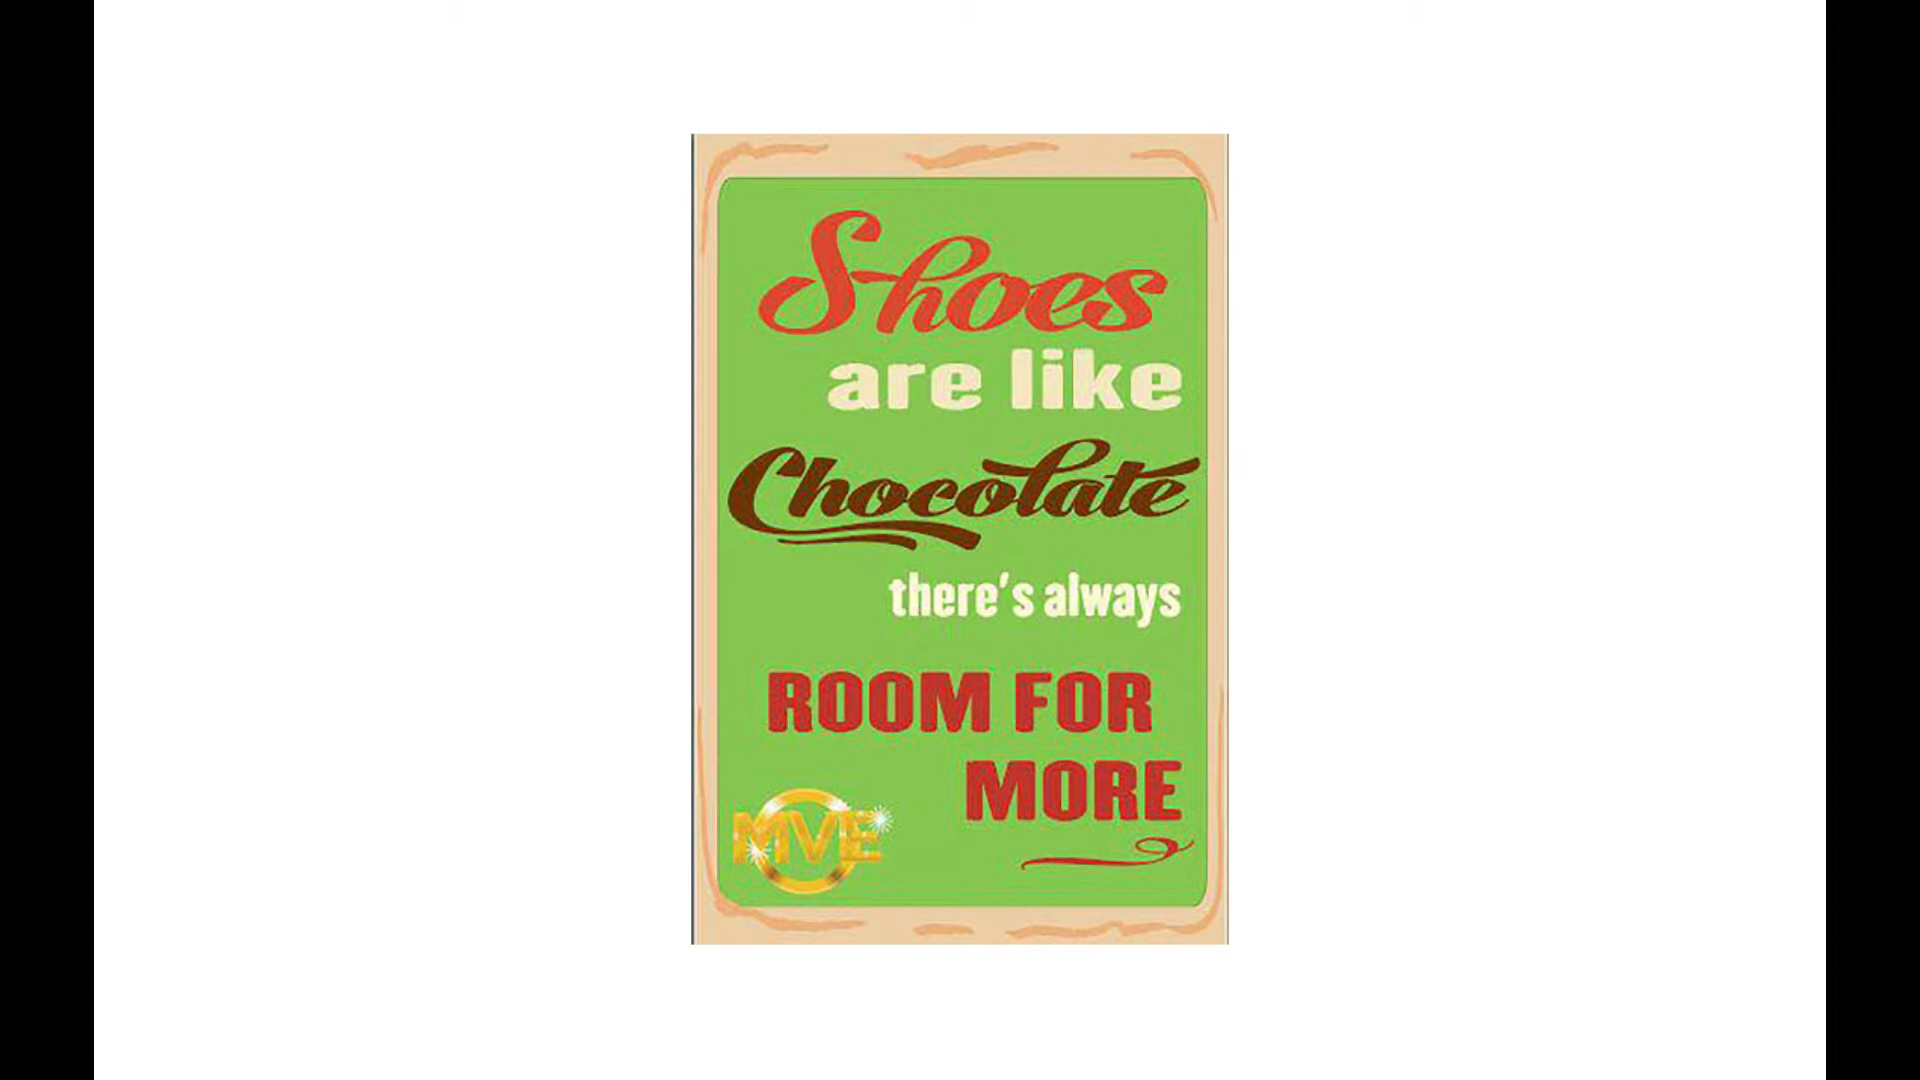 Shoes
are like
Chocolate
there's always
ROOM FOR
MORE
MVE